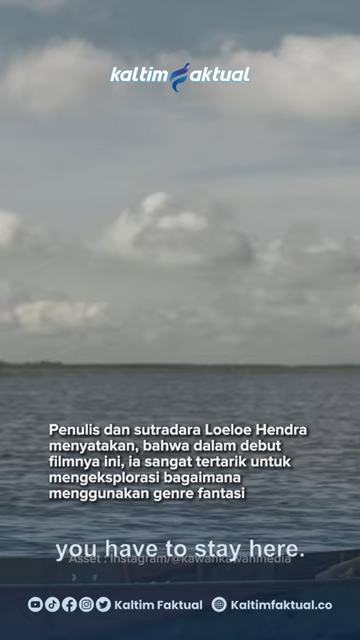 kaltim aktual
Penulis dan sutradara Loeloe Hendra
menyatakan, bahwa dalam debut
filmnya ini, ia sangat tertarik untuk
mengeksplorasi bagaimana
menggunakan genre fantasi
you have to stay here.
Asset : Instagram/@kawankawanmedia
Kaltim Faktual Kaltimfaktual.co